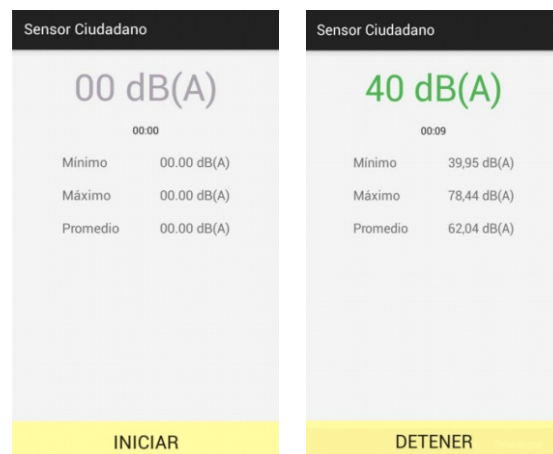 Sensor Ciudadano
00 dB(A)
00:00
Mínimo 00.00 dB(A)
Máximo 00.00 dB(A)
Promedio 00.00 dB(A)
INICIAR
Sensor Ciudadano
40 dB(A)
00:09
Mínimo 39,95 dB(A)
Máximo 78,44 dB(A)
Promedio 62,04 dB(A)
DETENER